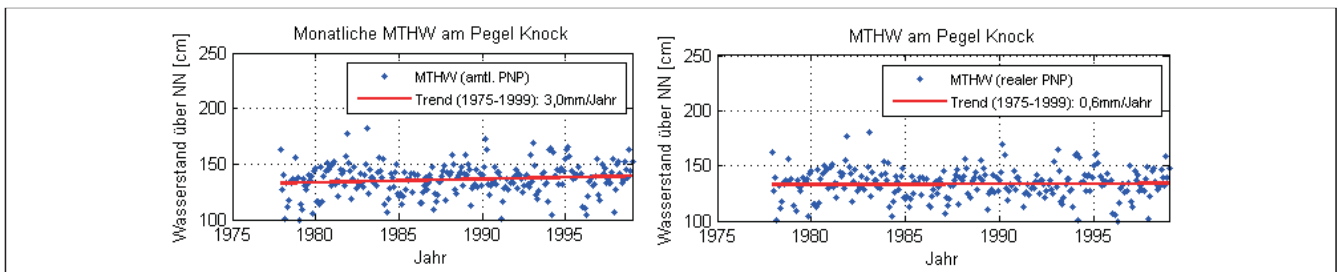 Monatliche MTHW am Pegel Knock
Wasserstand über NN [cm]
250
200
150
100
MTHW (amtl. PNP)
Trend (1975-1999): 3,0mm/Jahr
1975
1980
1985
1990
1995
Jahr
MTHW am Pegel Knock
Wasserstand über NN [cm]
250
200
150
100
MTHW (realer PNP)
Trend (1975-1999): 0,6mm/Jahr
1975
1980
1985
1990
1995
Jahr